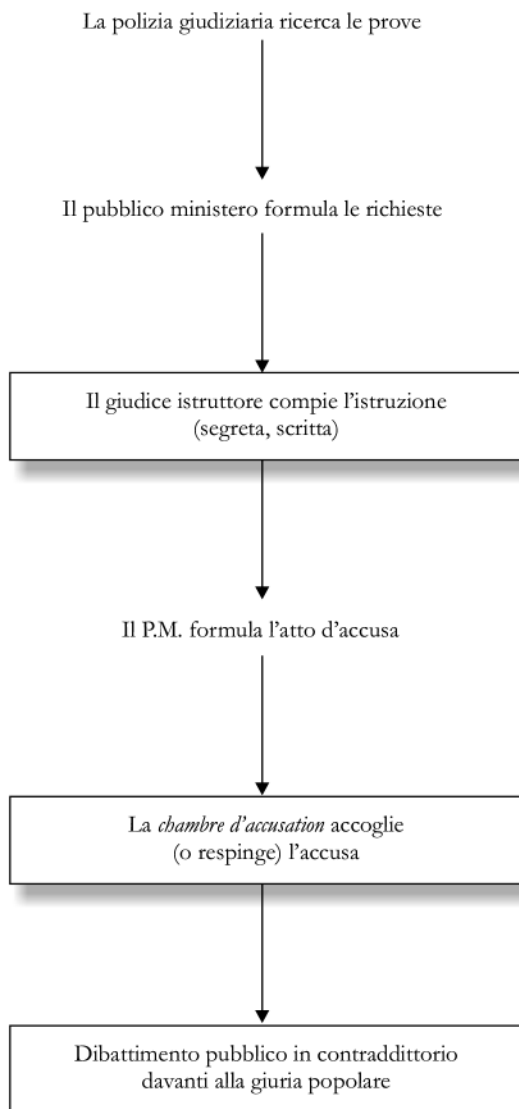 La polizia giudiziaria ricerca le prove
Il pubblico ministero formula le richieste
Il giudice istruttore compie l’istruzione
(segreta, scritta)
Il P.M. formula l’atto d’accusa
La chambre d’accusation accoglie
(o respinge) l’accusa
Dibattimento pubblico in contraddittorio
davanti alla giuria popolare